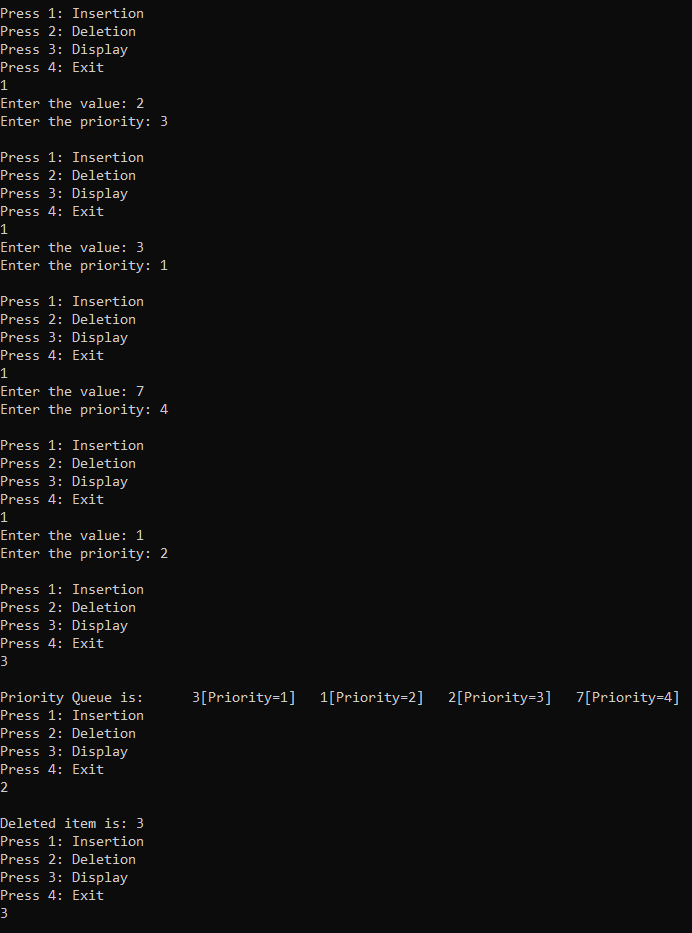 Press 1: Insertion
Press 2: Deletion
Press 3: Display
Press 4: Exit
1
Enter the value: 2
Enter the priority: 3

Press 1: Insertion
Press 2: Deletion
Press 3: Display
Press 4: Exit
1
Enter the value: 3
Enter the priority: 1

Press 1: Insertion
Press 2: Deletion
Press 3: Display
Press 4: Exit
1
Enter the value: 7
Enter the priority: 4

Press 1: Insertion
Press 2: Deletion
Press 3: Display
Press 4: Exit
1
Enter the value: 1
Enter the priority: 2

Press 1: Insertion
Press 2: Deletion
Press 3: Display
Press 4: Exit
3

Priority Queue is:      3[Priority=1]   1[Priority=2]   2[Priority=3]   7[Priority=4]
Press 1: Insertion
Press 2: Deletion
Press 3: Display
Press 4: Exit
2

Deleted item is: 3
Press 1: Insertion
Press 2: Deletion
Press 3: Display
Press 4: Exit
3